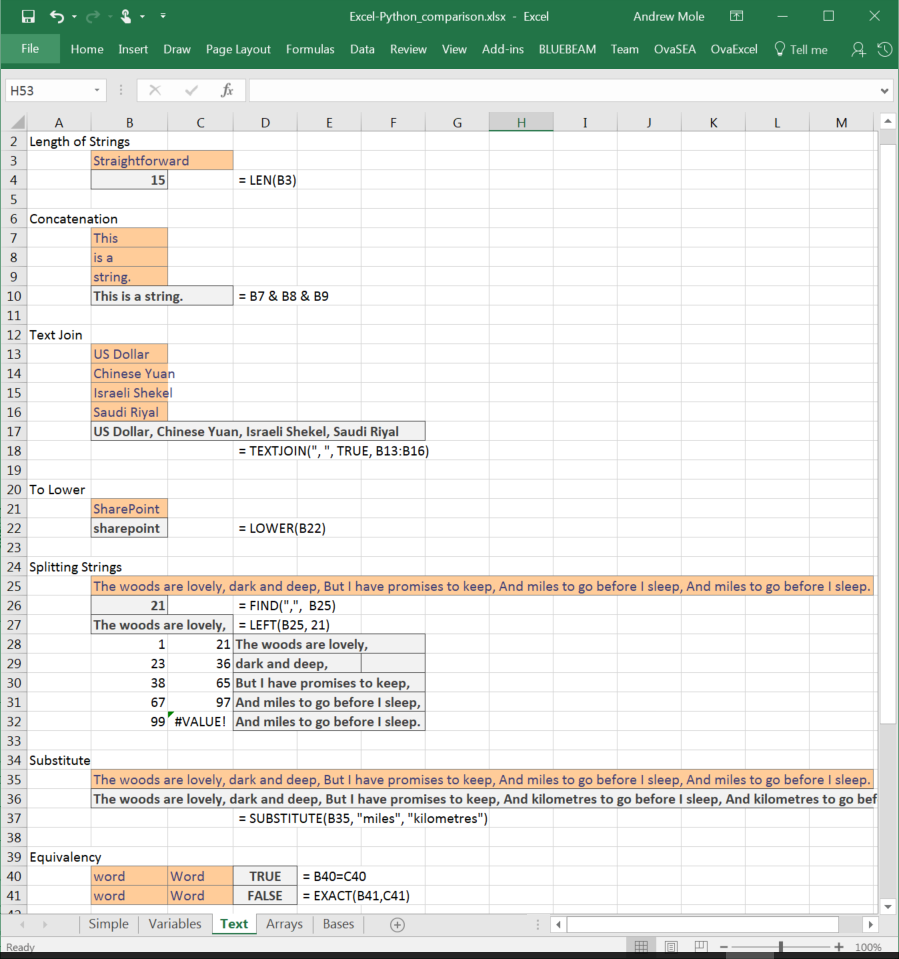 Excel-Python_comparison.xlsx - Excel Andrew Mole
File Home Insert Draw Page Layout Formulas Data Review View Add-ins BLUEBEAM Team OvaSEA OvaExcel Tell me
H53 fx
A B C D E F G H I J K L M
2 Length of Strings
3 Straightforward
4 15 = LEN(B3)
5
6 Concatenation
7 This
8 is a
9 string.
10 This is a string. = B7 & B8 & B9
11
12 Text Join
13 US Dollar
14 Chinese Yuan
15 Israeli Shekel
16 Saudi Riyal
17 US Dollar, Chinese Yuan, Israeli Shekel, Saudi Riyal
18 = TEXTJOIN(", ", TRUE, B13:B16)
19
20 To Lower
21 SharePoint
22 sharepoint = LOWER(B22)
23
24 Splitting Strings
25 The woods are lovely, dark and deep, But I have promises to keep, And miles to go before I sleep, And miles to go before I sleep.
26 21 = FIND(",", B25)
27 The woods are lovely, = LEFT(B25, 21)
28 1 21 The woods are lovely,
29 23 36 dark and deep,
30 38 65 But I have promises to keep,
31 67 97 And miles to go before I sleep,
32 99 #VALUE! And miles to go before I sleep.
33
34 Substitute
35 The woods are lovely, dark and deep, But I have promises to keep, And miles to go before I sleep, And miles to go before I sleep.
36 The woods are lovely, dark and deep, But I have promises to keep, And kilometres to go before I sleep, And kilometres to go bef
37 = SUBSTITUTE(B35, "miles", "kilometres")
38
39 Equivalency
40 word Word TRUE = B40=C40
41 word Word FALSE = EXACT(B41,C41)
42
Simple Variables Text Arrays Bases
Ready 100%